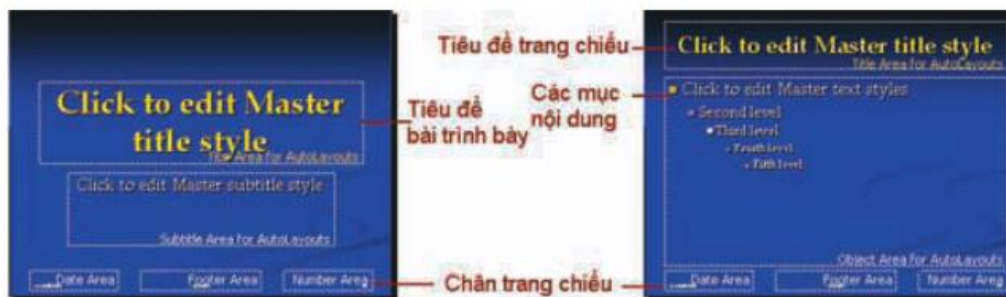 Click to edit Master
title style
Title Area for AutoLayouts
Click to edit Master subtitle style
Subtitle Area for AutoLayouts
Date Area
Footer Area
Number Area
Tiêu đề trang chiếu
Tiêu đề
bài trình bày
Các mục
nội dung
Chân trang chiếu
Click to edit Master title style
Title Area for AutoLayouts
Click to edit Master text styles
Second level
Third level
Fourth level
Fifth level
Object Area for AutoLayouts
Date Area
Footer Area
Number Area